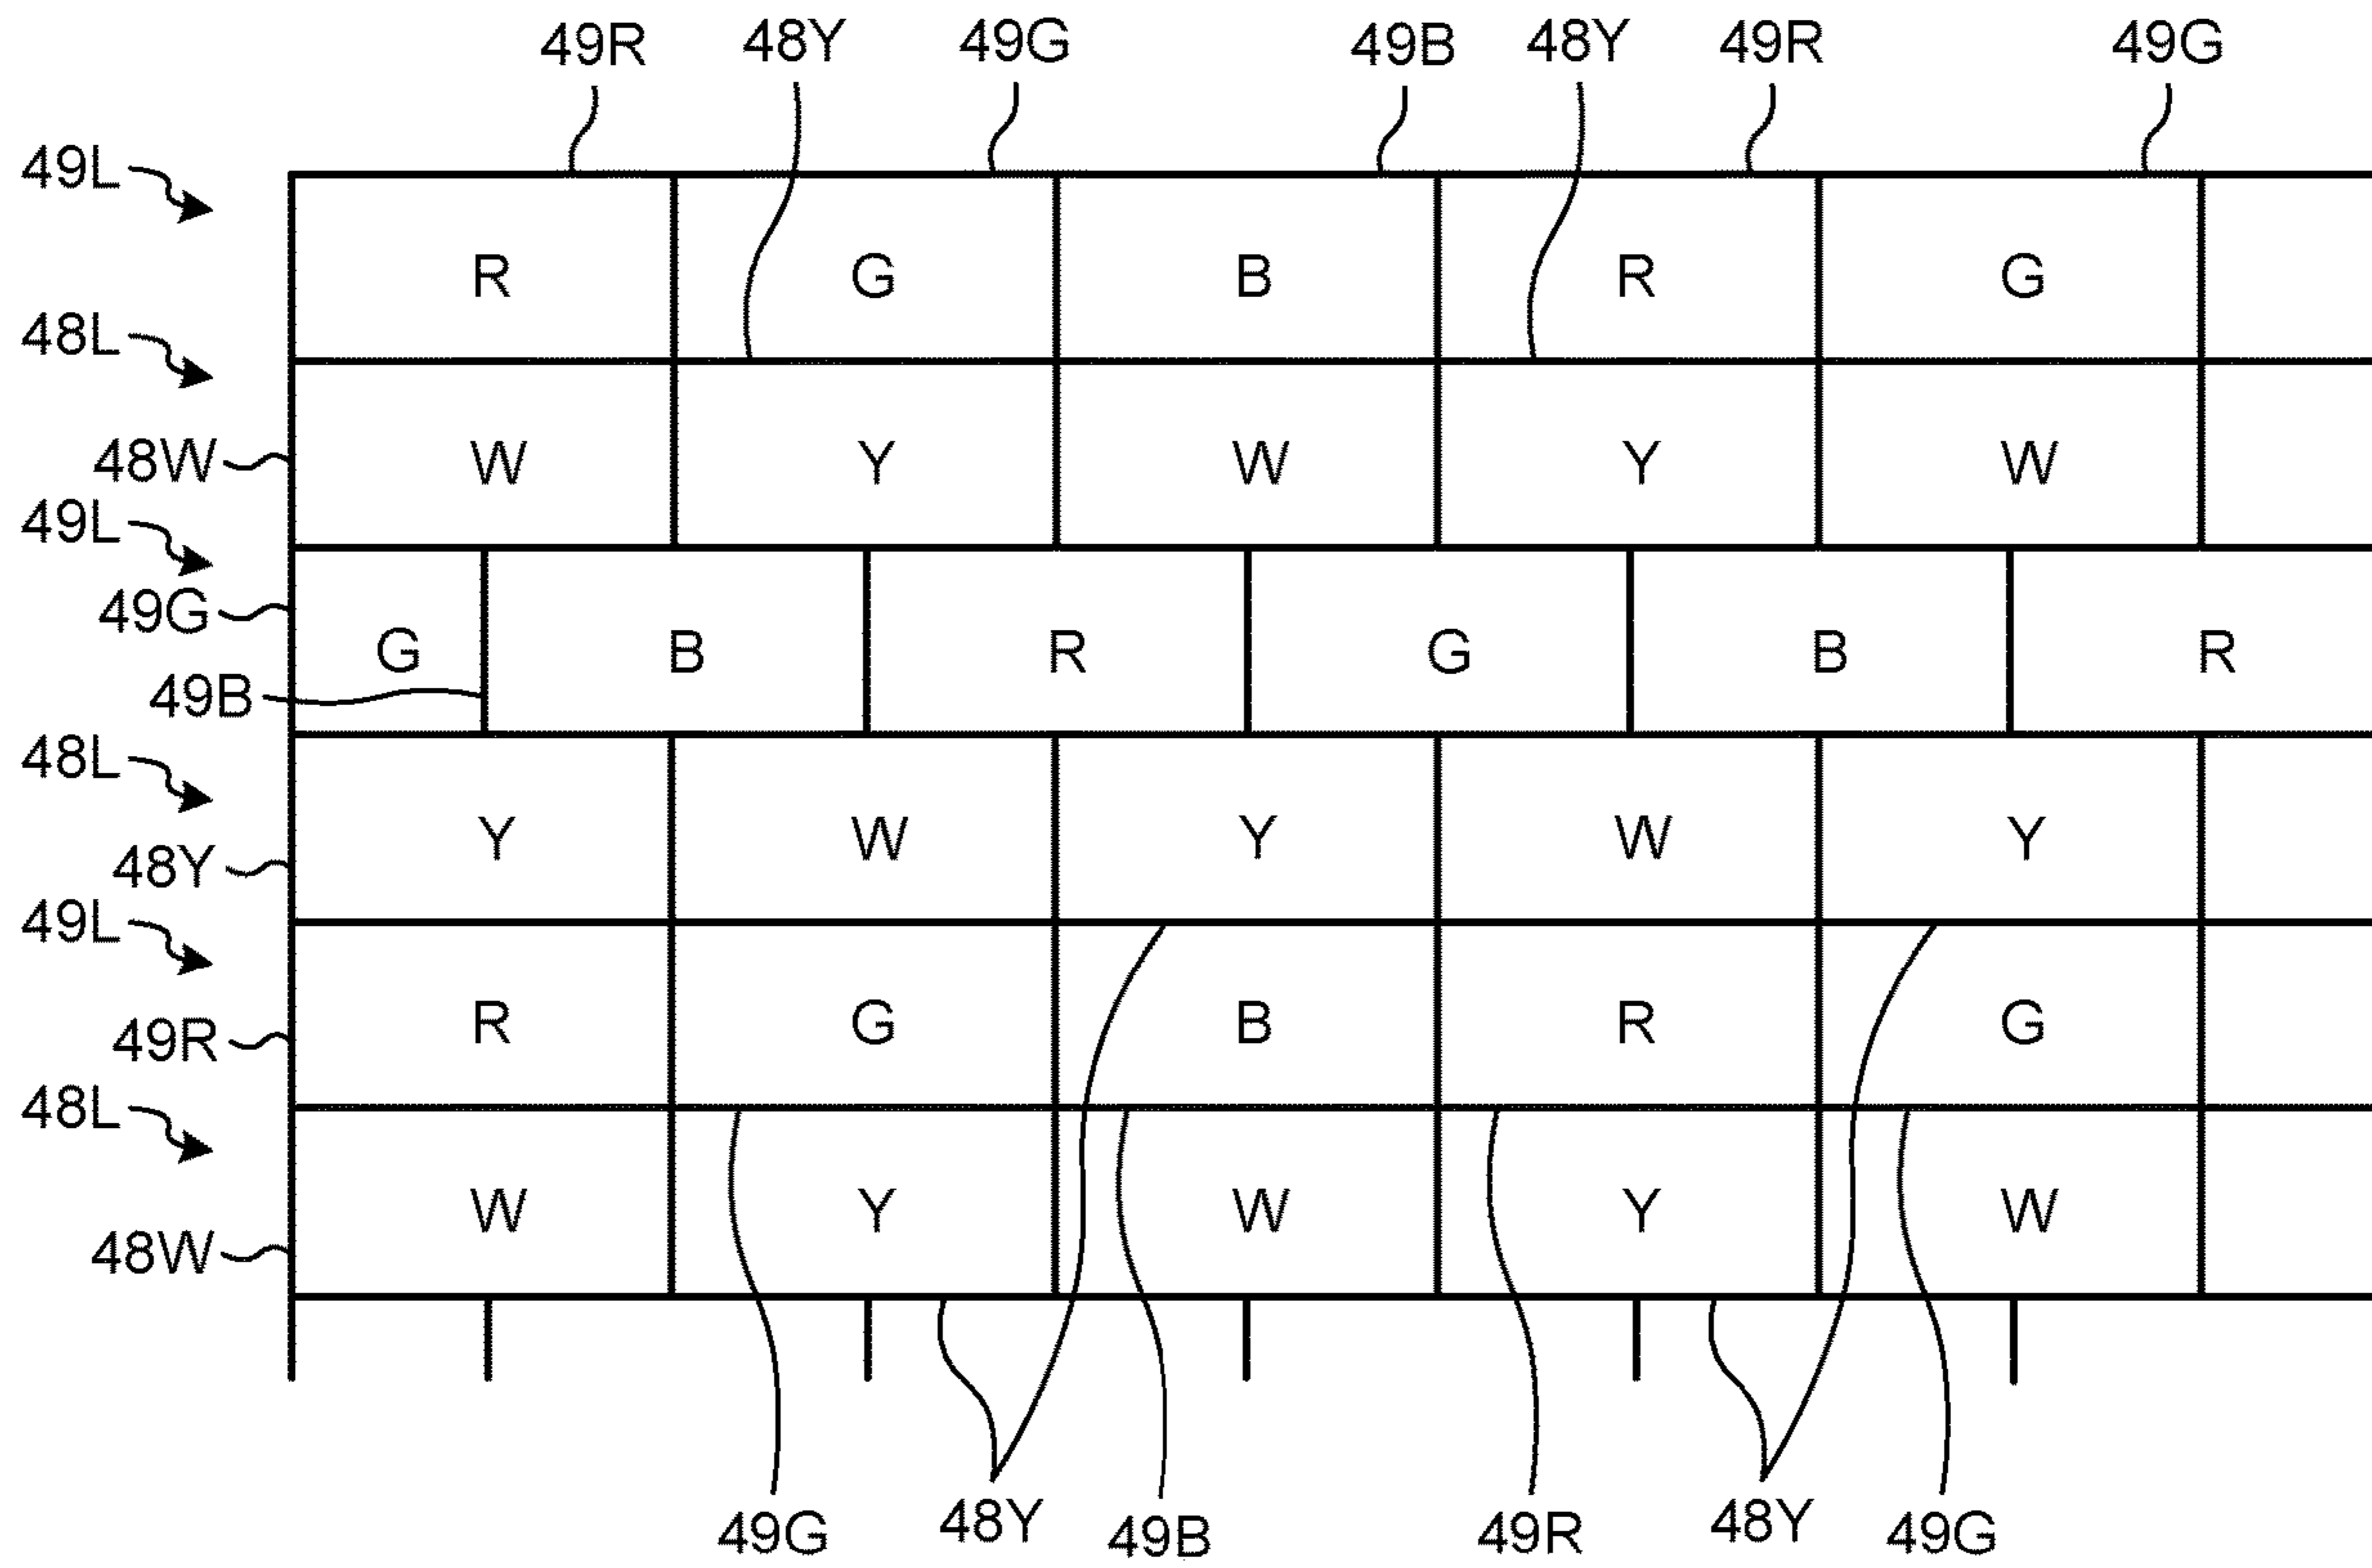 49R 48Y 49G 49B 48Y 49R 49G
49L
R G B R G
48L
48W W Y W Y W
49L
49G
G B R G B R
49B
48L
Y W Y W Y
48Y
49L
R G B R G
49R
48L
W Y W Y W
48W
49G 48Y 49B 49R 48Y 49G